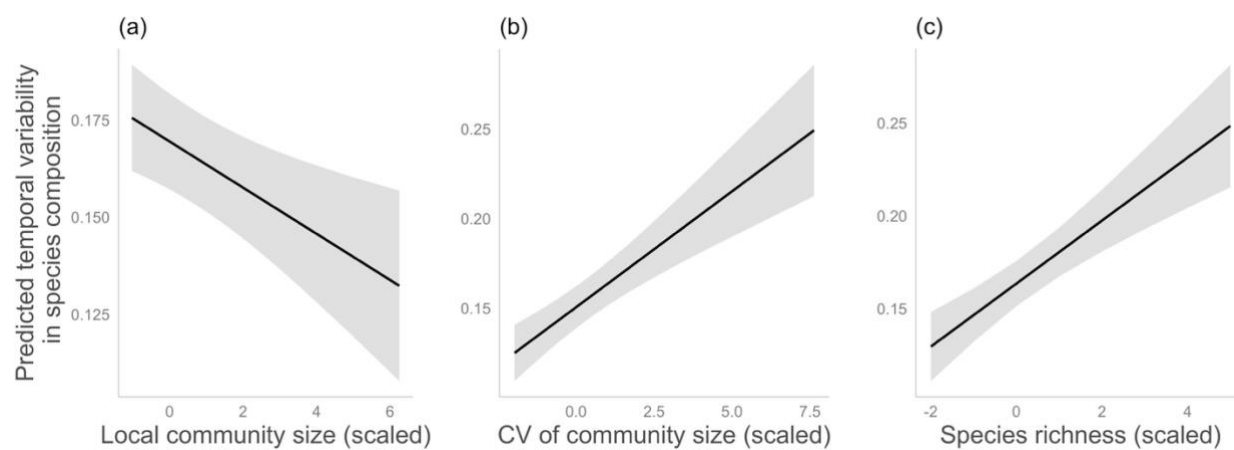 (a)
(b)
(c)
Predicted temporal variability
in species composition
0.175
0.150
0.125
0
2
4
6
Local community size (scaled)
0.25
0.20
0.15
0.0
2.5
5.0
7.5
CV of community size (scaled)
0.25
0.20
0.15
-2
0
2
4
Species richness (scaled)